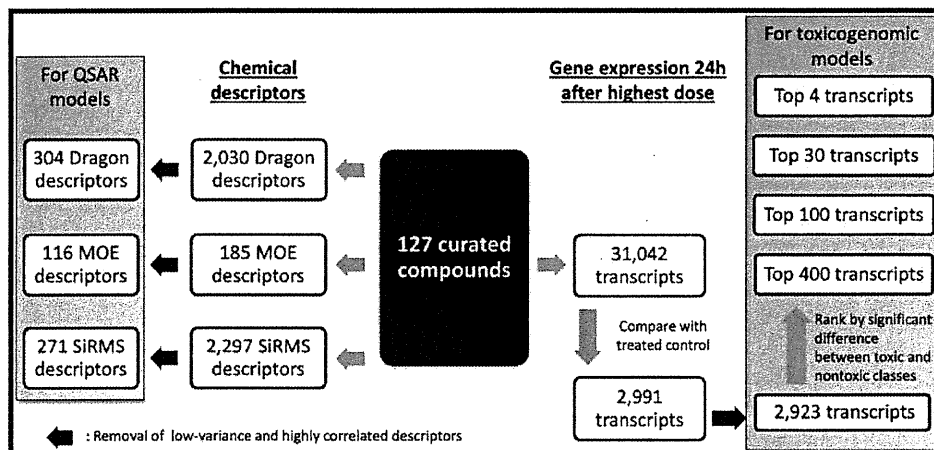 For QSAR
models
304 Dragon
descriptors
116 MOE
descriptors
271 SiRMS
descriptors
Chemical
descriptors
2,030 Dragon
descriptors
185 MOE
descriptors
2,297 SiRMS
descriptors
127 curated
compounds
Gene expression 24h
after highest dose
31,042
transcripts
Compare with
treated control
2,991
transcripts
For toxicogenomic
models
Top 4 transcripts
Top 30 transcripts
Top 100 transcripts
Top 400 transcripts
Rank by significant
difference
between toxic and
nontoxic classes
2,923 transcripts
: Removal of low-variance and highly correlated descriptors